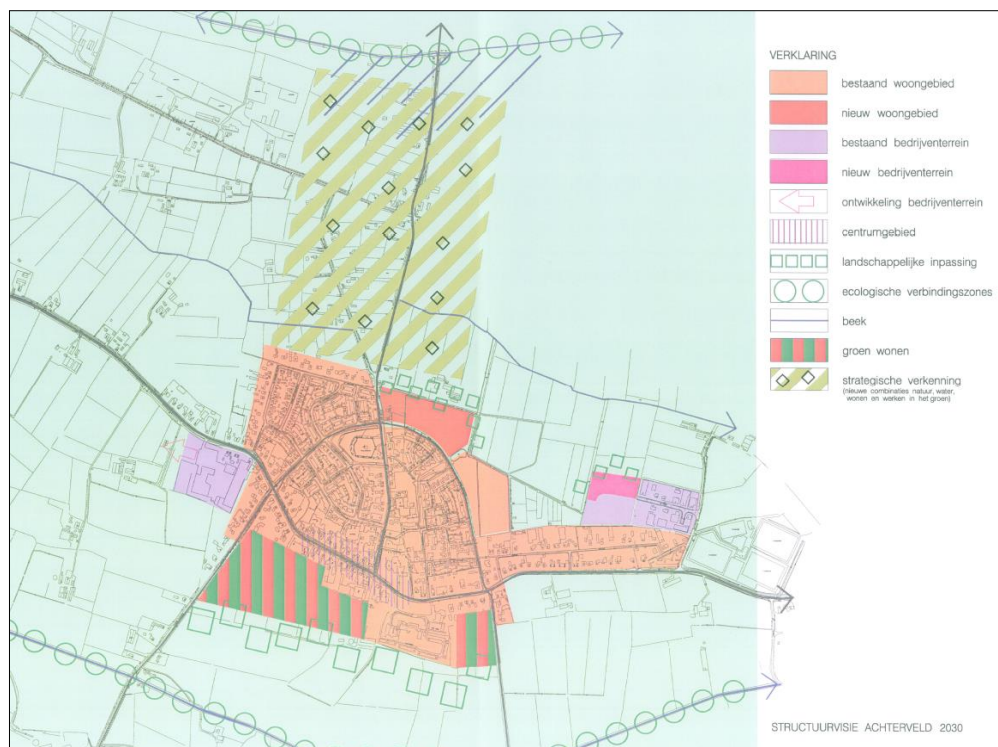 VERKLARING
bestaand woongebied
nieuw woongebied
bestaand bedrijventerrein
nieuw bedrijventerrein
ontwikkeling bedrijventerrein
centrumgebied
landschappelijke inpassing
ecologische verbindingszones
beek
groen wonen
strategische verkenning
(nieuwe combinaties natuur, water,
wonen en werken in het groen)
STRUCTUURVISIE ACHTERVELD 2030